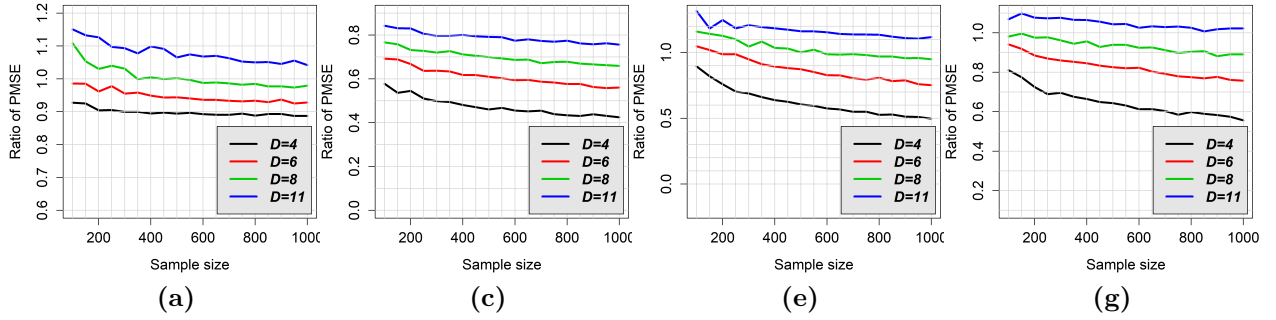 Ratio of PMSE
0.6 0.7 0.8 0.9 1.0 1.1 1.2
D=4
D=6
D=8
D=11
200 400 600 800 1000
Sample size
(a)
Ratio of PMSE
0.0 0.2 0.4 0.6 0.8
D=4
D=6
D=8
D=11
200 400 600 800 1000
Sample size
(c)
Ratio of PMSE
0.0 0.5 1.0
D=4
D=6
D=8
D=11
200 400 600 800 1000
Sample size
(e)
Ratio of PMSE
0.2 0.4 0.6 0.8 1.0
D=4
D=6
D=8
D=11
200 400 600 800 1000
Sample size
(g)